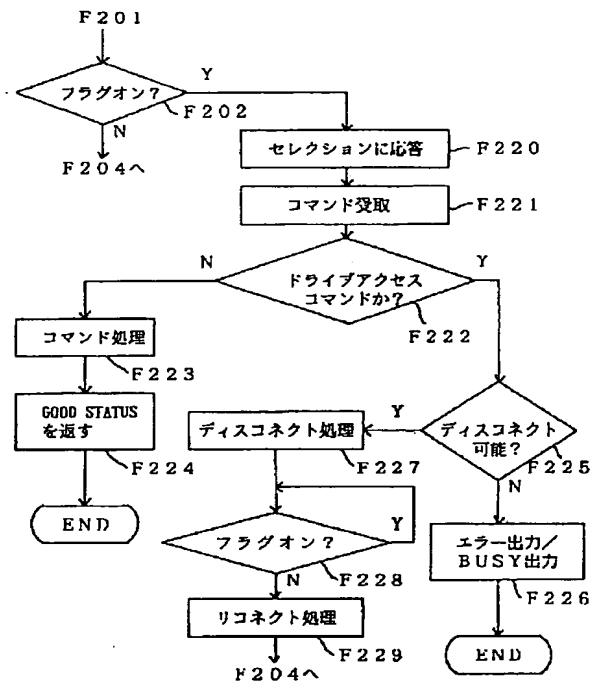 F201
フラグオン?
Y
F202
N
F204へ
セレクションに応答
F220
コマンド受取
F221
N
Y
ドライブアクセス
コマンドか?
F222
コマンド処理
F223
GOOD STATUS
を返す
F224
END
ディスコネクト処理
F227
Y
ディスコネクト
可能?
F225
N
フラグオン?
Y
F228
N
エラー出力/
BUSY出力
F226
リコネクト処理
F229
F204へ
END